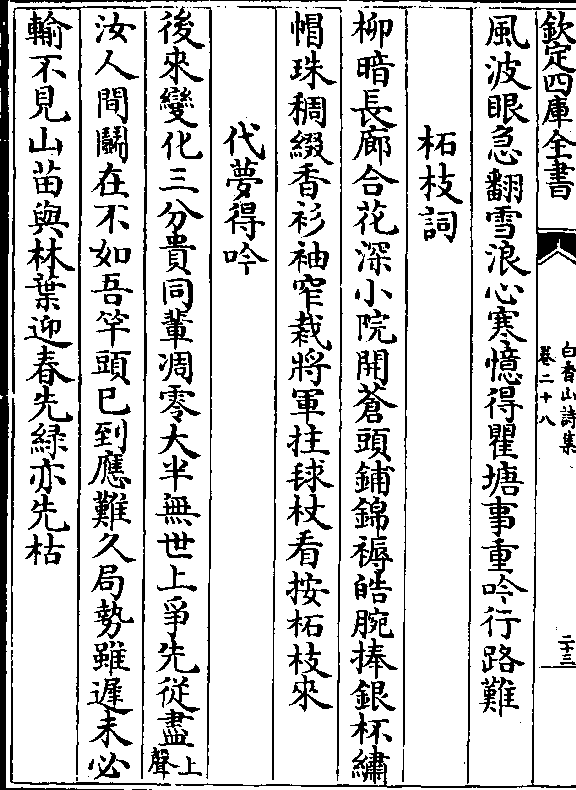 欽定四庫全書
白香山詩集
卷二十八
二十三
風波眼急翻雪浪心寒憶得瞿塘事重吟行路難
柘枝詞
柳暗長廊合花深小院開蒼頭鋪錦褥皓腕捧銀杯繡
帽珠稠綴香衫袖窄裁將軍拄毬杖看按柘枝來
代夢得吟
後來變化三分貴同輩凋零大半無世上爭先從盡上聲
汝人間鬭在不如吾竿頭已到應難久局勢雖遲未必
輸不見山苗與林葉迎春先緑亦先枯